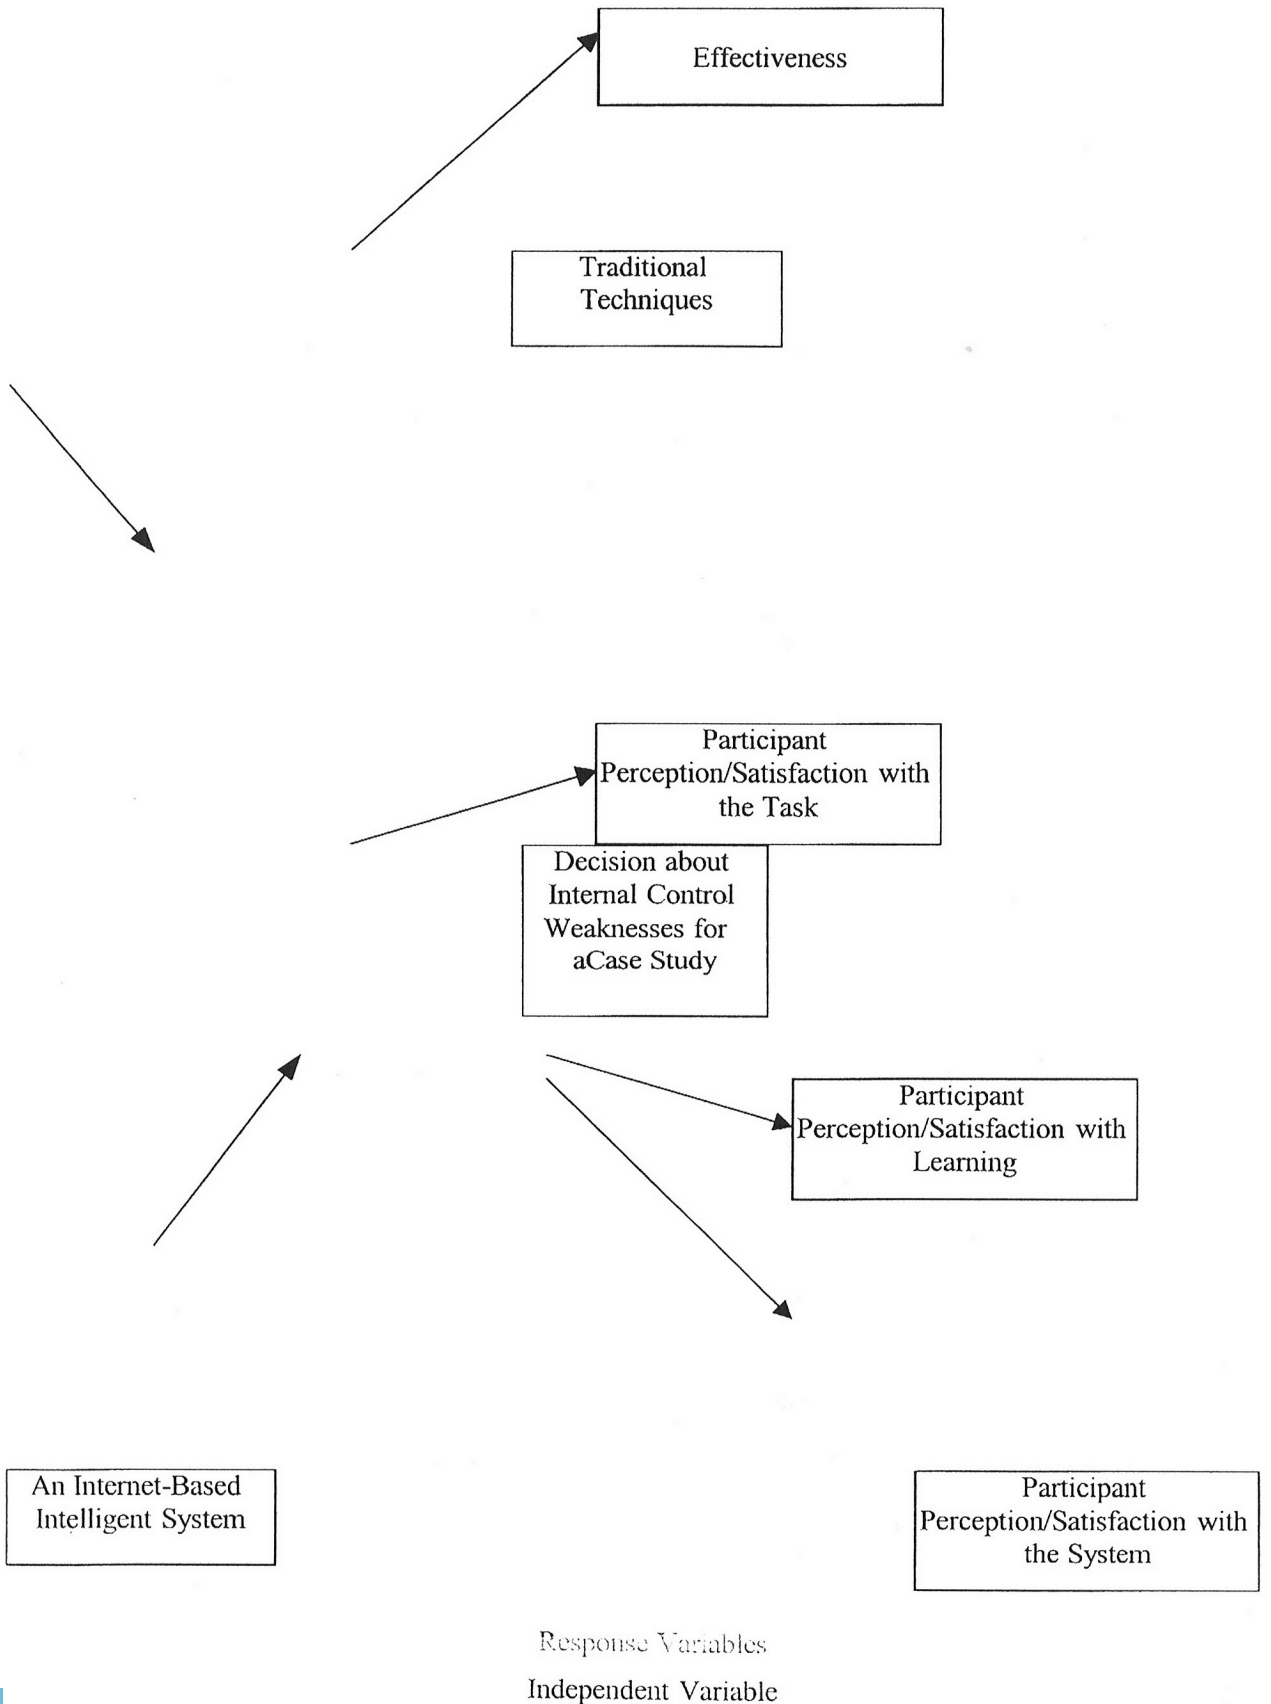 Effectiveness
Traditional
Techniques
Participant
Perception/Satisfaction with
the Task
Decision about
Internal Control
Weaknesses for
aCase Study
Participant
Perception/Satisfaction with
Learning
An Internet-Based
Intelligent System
Participant
Perception/Satisfaction with
the System
Response Variables
Independent Variable